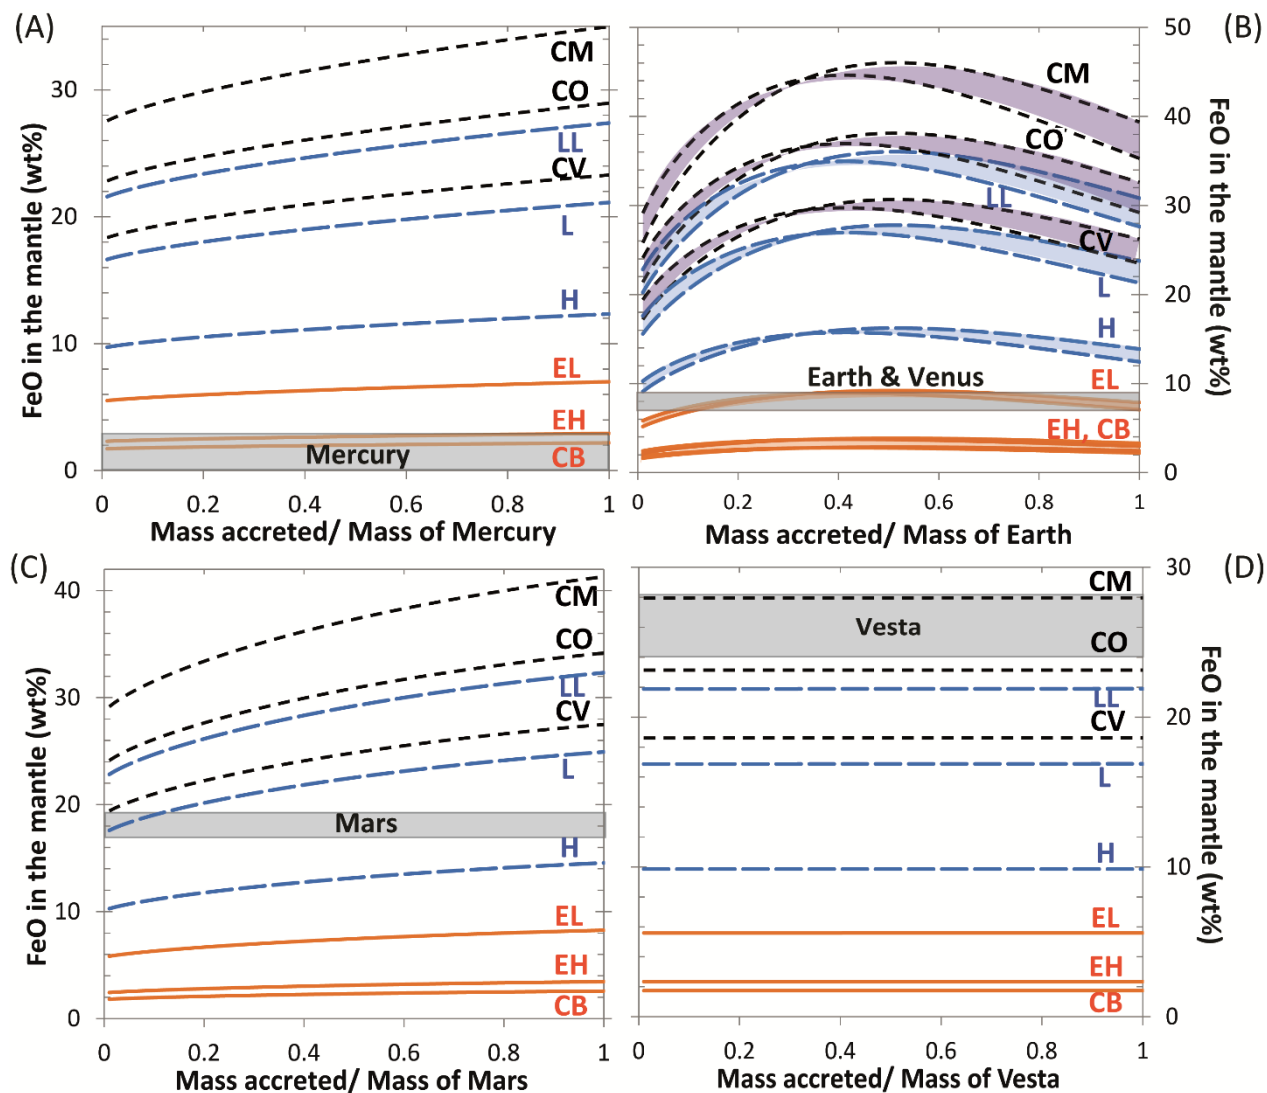 (A)
FeO in the mantle (wt%)
30
20
10
0
CM
CO
LL
CV
L
H
EL
EH
Mercury
CB
0 0.2 0.4 0.6 0.8 1
Mass accreted/ Mass of Mercury
(B)
50
40
30
20
10
0
FeO in the mantle (wt%)
CM
CO
LL
CV
L
H
Earth & Venus
EL
EH, CB
0 0.2 0.4 0.6 0.8 1
Mass accreted/ Mass of Earth
(C)
FeO in the mantle (wt%)
40
30
20
10
0
CM
CO
LL
CV
L
Mars
H
EL
EH
CB
0 0.2 0.4 0.6 0.8 1
Mass accreted/ Mass of Mars
(D)
30
20
10
0
FeO in the mantle (wt%)
CM
Vesta
CO
LL
CV
L
H
EL
EH
CB
0 0.2 0.4 0.6 0.8 1
Mass accreted/ Mass of Vesta